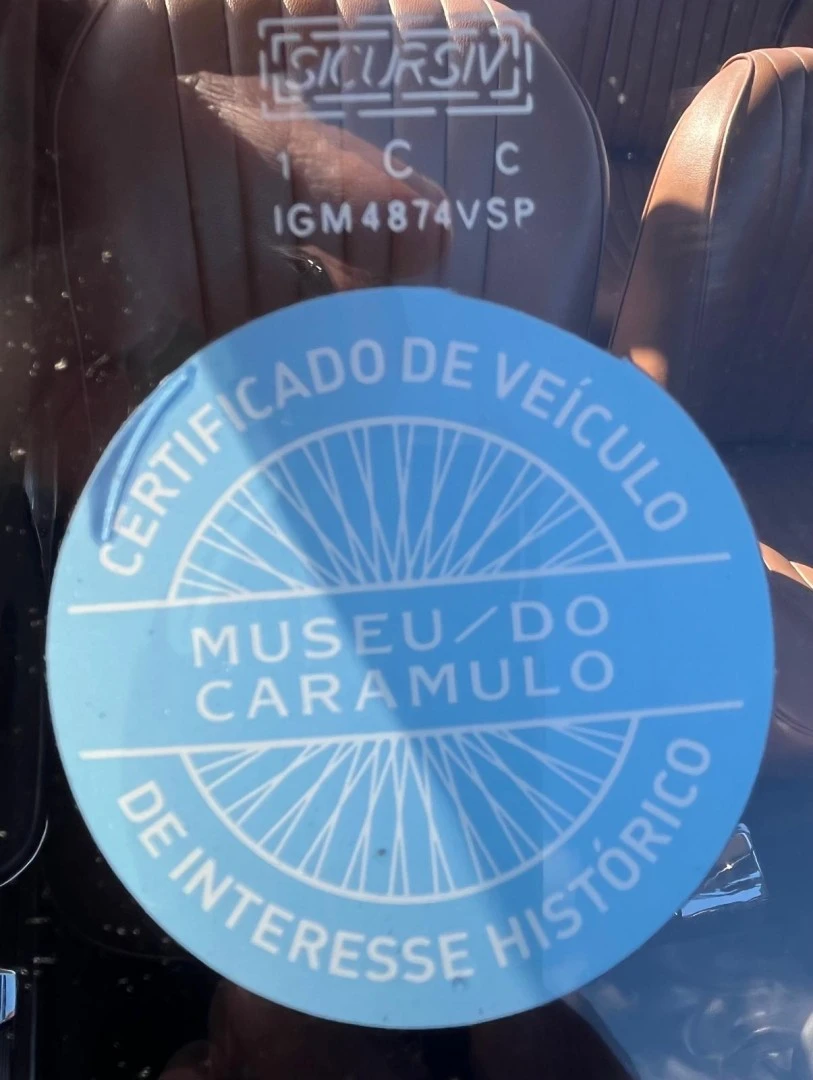 SICURSIV
1 C C
IGM4874VSP
CERTIFICADO DE VEÍCULO
MUSEU/DO
CARAMULO
DE INTERESSE HISTÓRICO